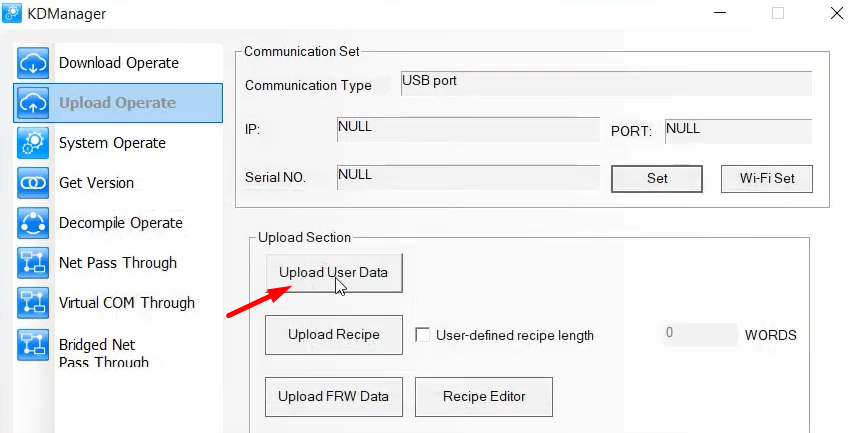 KDManager
Download Operate
Upload Operate
System Operate
Get Version
Decompile Operate
Net Pass Through
Virtual COM Through
Bridged Net
Pass Through
Communication Set
Communication Type USB port
IP: NULL PORT: NULL
Serial NO. NULL Set Wi-Fi Set
Upload Section
Upload User Data
Upload Recipe User-defined recipe length 0 WORDS
Upload FRW Data Recipe Editor